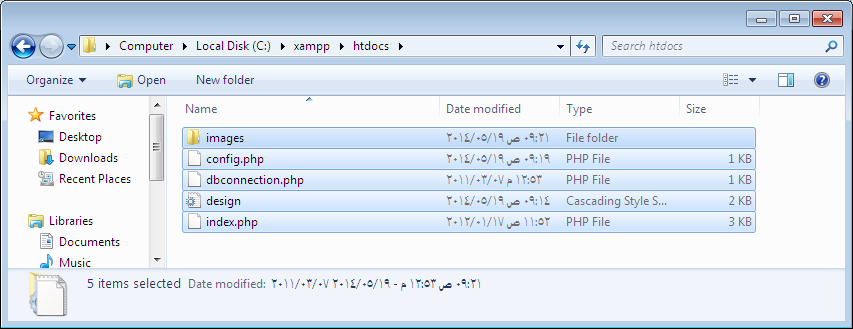 Computer ▸ Local Disk (C:) ▸ xampp ▸ htdocs ▸
Search htdocs
Organize Open New folder
Name Date modified Type Size
Favorites
Desktop
Downloads
Recent Places
Libraries
Documents
Music
images ٢٠١٤/٠٥/١٩ ص ٠٩:٢١ File folder
config.php ٢٠١٤/٠٥/١٩ ص ٠٩:١٩ PHP File 1 KB
dbconnection.php ٢٠١١/٠٣/٠٧ م ١٢:٥٣ PHP File 1 KB
design ٢٠١٤/٠٥/١٩ ص ٠٩:١٤ Cascading Style S... 2 KB
index.php ٢٠١٢/٠١/١٧ ص ١١:٥٢ PHP File 3 KB
5 items selected Date modified: ٢٠١١/٠٣/٠٧ ١٢:٥٣ م - ٢٠١٤/٠٥/١٩ ٠٩:٢١ ص